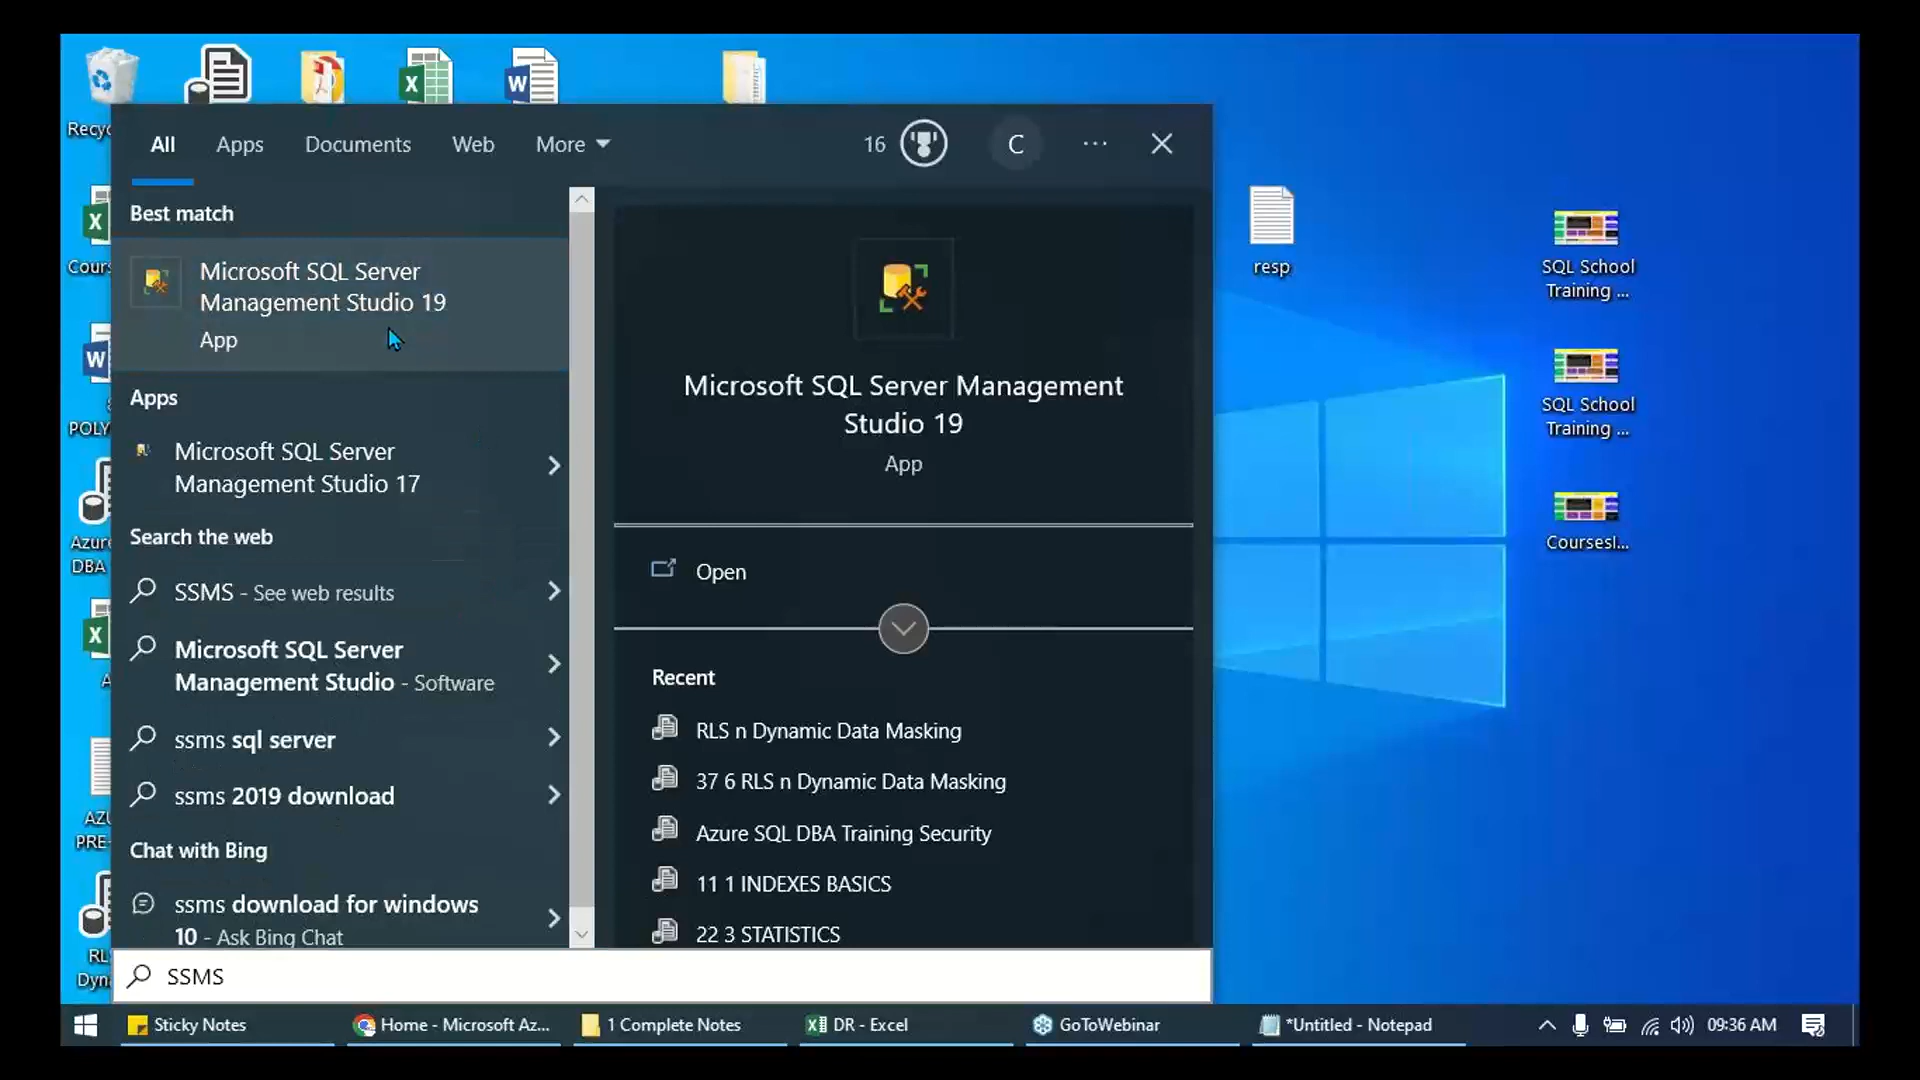 Recyc
All
Apps
Documents
Web
More
16
C
Best match
Microsoft SQL Server
Management Studio 19
App
Apps
Microsoft SQL Server
Management Studio 17
Search the web
SSMS - See web results
Microsoft SQL Server
Management Studio - Software
ssms sql server
ssms 2019 download
Chat with Bing
ssms download for windows
10 - Ask Bing Chat
SSMS
Microsoft SQL Server Management
Studio 19
App
Open
Recent
RLS n Dynamic Data Masking
37 6 RLS n Dynamic Data Masking
Azure SQL DBA Training Security
11 1 INDEXES BASICS
22 3 STATISTICS
Cours
POLY
Azure
DBA
A
AZU
PRE-
RLS
Dyn
resp
SQL School
Training ...
SQL School
Training ...
Coursesl...
Sticky Notes
Home - Microsoft Az...
1 Complete Notes
DR - Excel
GoToWebinar
*Untitled - Notepad
09:36 AM